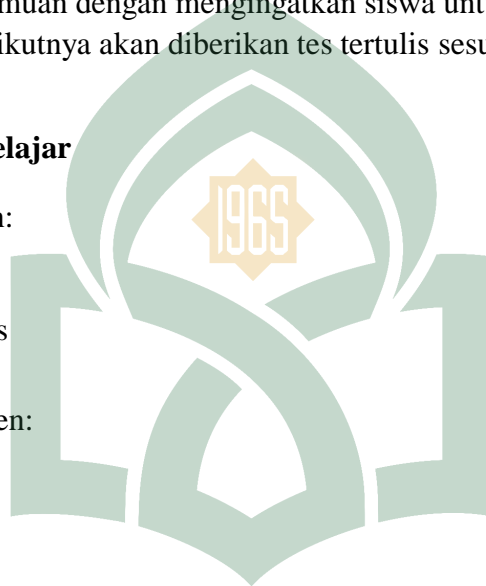 muan dengan mengingatkan siswa unt
ikutnya akan diberikan tes tertulis sesu
elajar
1965
n:
s
en: